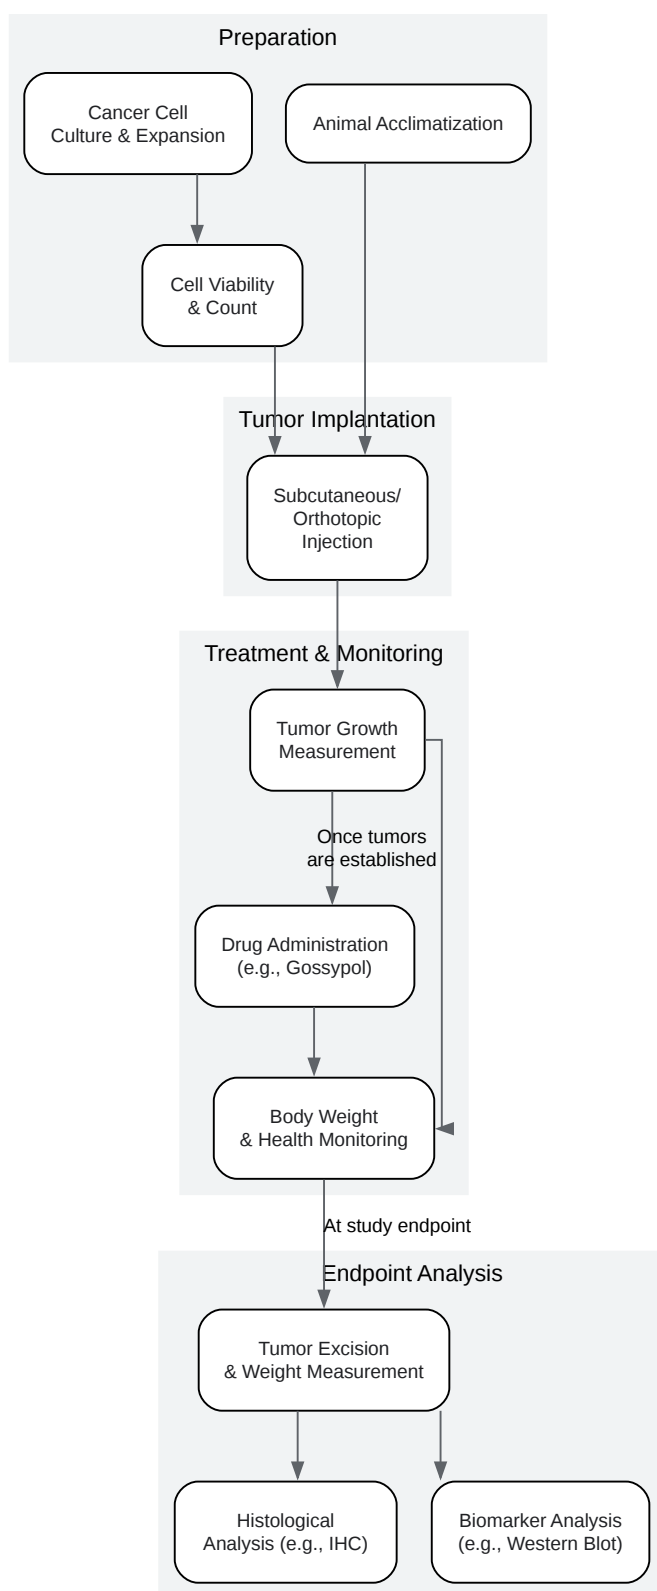 Preparation
Cancer Cell
Culture & Expansion
Animal Acclimatization
Cell Viability
& Count
Tumor Implantation
Subcutaneous/
Orthotopic
Injection
Treatment & Monitoring
Tumor Growth
Measurement
Once tumors
are established
Drug Administration
(e.g., Gossypol)
Body Weight
& Health Monitoring
At study endpoint
Endpoint Analysis
Tumor Excision
& Weight Measurement
Histological
Analysis (e.g., IHC)
Biomarker Analysis
(e.g., Western Blot)